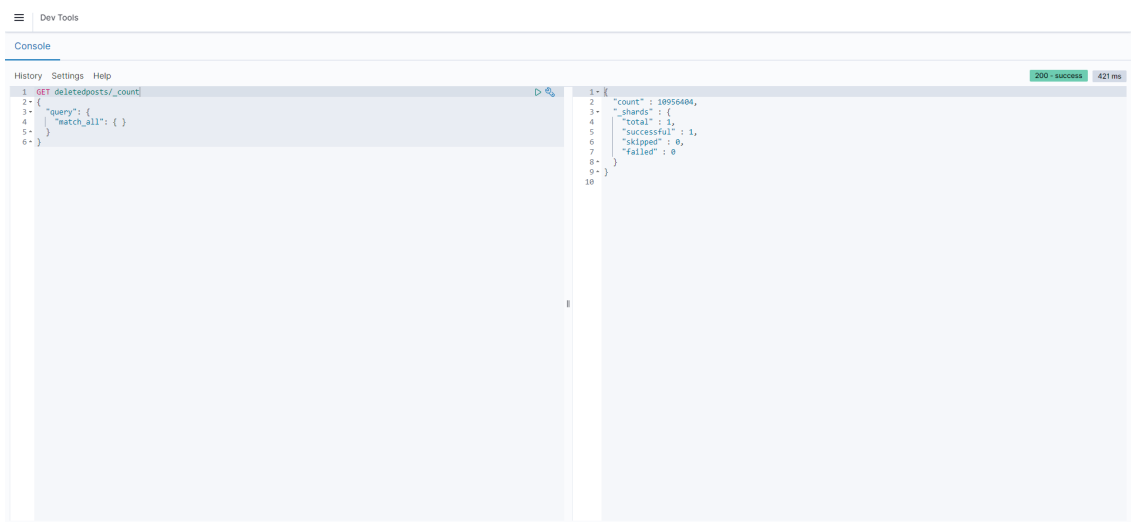 Dev Tools
Console
History Settings Help
200 - success 421 ms
1 GET deletedposts/_count
2 {
3 "query": {
4 "match_all": { }
5 }
6 }
1 {
2 "count" : 10956404,
3 "_shards" : {
4 "total" : 1,
5 "successful" : 1,
6 "skipped" : 0,
7 "failed" : 0
8 }
9 }
10